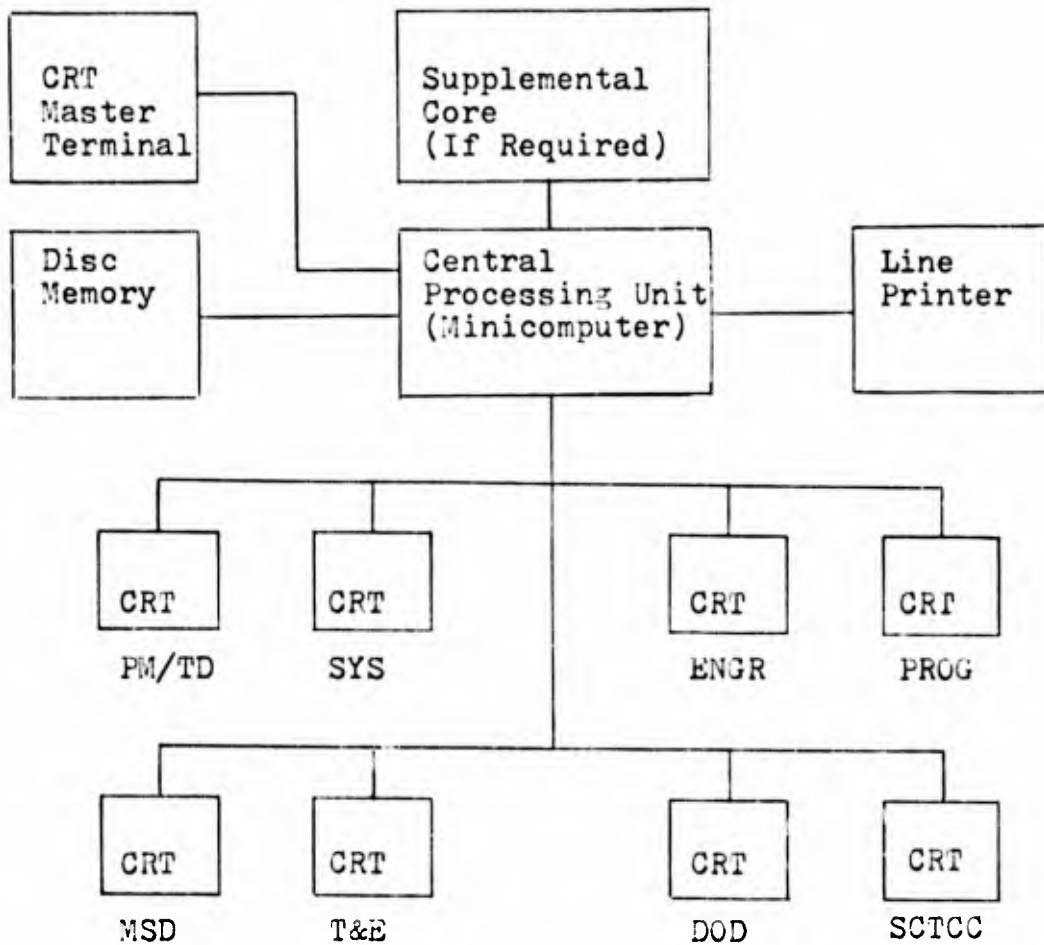 CRT
Master
Terminal
Supplemental
Core
(If Required)
Disc
Memory
Central
Processing Unit
(Minicomputer)
Line
Printer
CRT
CRT
CRT
CRT
PM/TD
SYS
ENGR
PROG
CRT
CRT
CRT
CRT
MSD
T&E
DOD
SCTCC